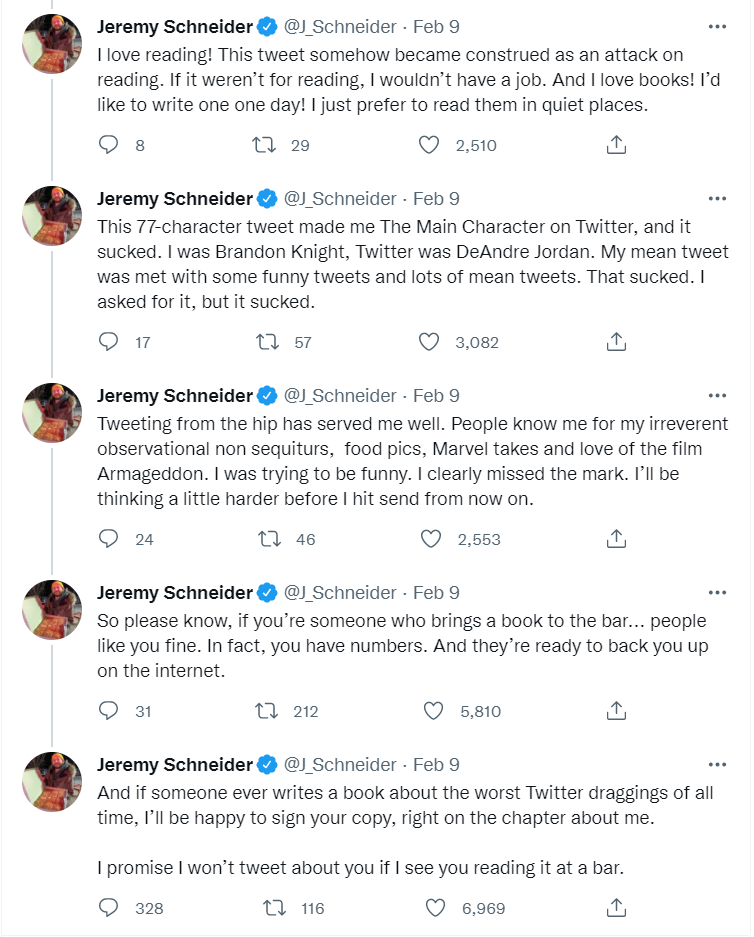 Jeremy Schneider @J_Schneider · Feb 9
I love reading! This tweet somehow became construed as an attack on
reading. If it weren’t for reading, I wouldn’t have a job. And I love books! I’d
like to write one one day! I just prefer to read them in quiet places.
8 29 2,510
Jeremy Schneider @J_Schneider · Feb 9
This 77-character tweet made me The Main Character on Twitter, and it
sucked. I was Brandon Knight, Twitter was DeAndre Jordan. My mean tweet
was met with some funny tweets and lots of mean tweets. That sucked. I
asked for it, but it sucked.
17 57 3,082
Jeremy Schneider @J_Schneider · Feb 9
Tweeting from the hip has served me well. People know me for my irreverent
observational non sequiturs,  food pics, Marvel takes and love of the film
Armageddon. I was trying to be funny. I clearly missed the mark. I’ll be
thinking a little harder before I hit send from now on.
24 46 2,553
Jeremy Schneider @J_Schneider · Feb 9
So please know, if you’re someone who brings a book to the bar... people
like you fine. In fact, you have numbers. And they’re ready to back you up
on the internet.
31 212 5,810
Jeremy Schneider @J_Schneider · Feb 9
And if someone ever writes a book about the worst Twitter draggings of all
time, I’ll be happy to sign your copy, right on the chapter about me.
I promise I won’t tweet about you if I see you reading it at a bar.
328 116 6,969